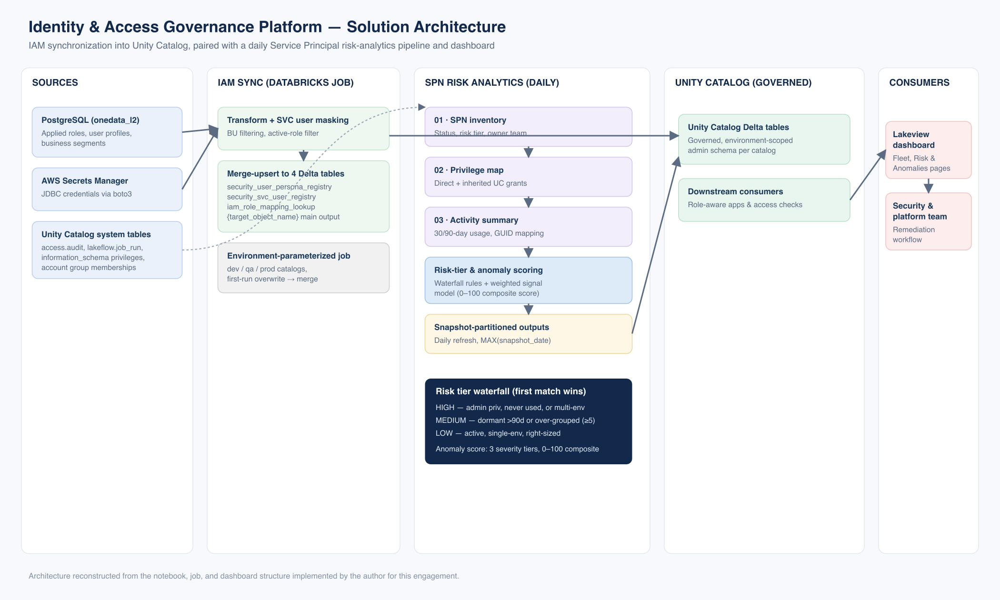 Identity & Access Governance Platform — Solution Architecture
IAM synchronization into Unity Catalog, paired with a daily Service Principal risk-analytics pipeline and dashboard
SOURCES
PostgreSQL (onedata_l2)
Applied roles, user profiles,
business segments
AWS Secrets Manager
JDBC credentials via boto3
Unity Catalog system tables
access.audit, lakeflow.job_run,
information_schema privileges,
account group memberships
IAM SYNC (DATABRICKS JOB)
Transform + SVC user masking
BU filtering, active-role filter
Merge-upsert to 4 Delta tables
security_user_persona_registry
security_svc_user_registry
iam_role_mapping_lookup
{target_object_name} main output
Environment-parameterized job
dev / qa / prod catalogs,
first-run overwrite → merge
SPN RISK ANALYTICS (DAILY)
01 · SPN inventory
Status, risk tier, owner team
02 · Privilege map
Direct + inherited UC grants
03 · Activity summary
30/90-day usage, GUID mapping
Risk-tier & anomaly scoring
Waterfall rules + weighted signal
model (0–100 composite score)
Snapshot-partitioned outputs
Daily refresh, MAX(snapshot_date)
Risk tier waterfall (first match wins)
HIGH — admin priv, never used, or multi-env
MEDIUM — dormant >90d or over-grouped (≥5)
LOW — active, single-env, right-sized
Anomaly score: 3 severity tiers, 0–100 composite
UNITY CATALOG (GOVERNED)
Unity Catalog Delta tables
Governed, environment-scoped
admin schema per catalog
Downstream consumers
Role-aware apps & access checks
CONSUMERS
Lakeview
dashboard
Fleet, Risk &
Anomalies pages
Security &
platform team
Remediation
workflow
Architecture reconstructed from the notebook, job, and dashboard structure implemented by the author for this engagement.